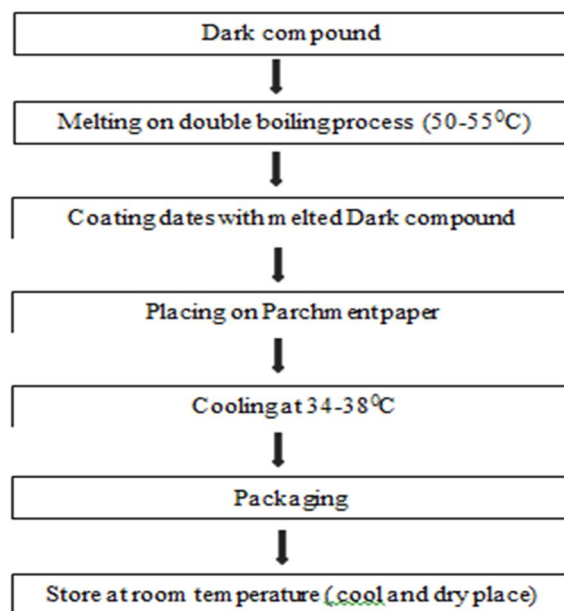 Dark compound
Melting on double boiling process (50-55⁰C)
Coating dates with melted Dark compound
Placing on Parchment paper
Cooling at 34-38⁰C
Packaging
Store at room temperature ( cool and dry place)